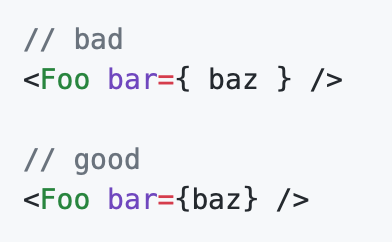 // bad
<Foo bar={ baz } />
// good
<Foo bar={baz} />